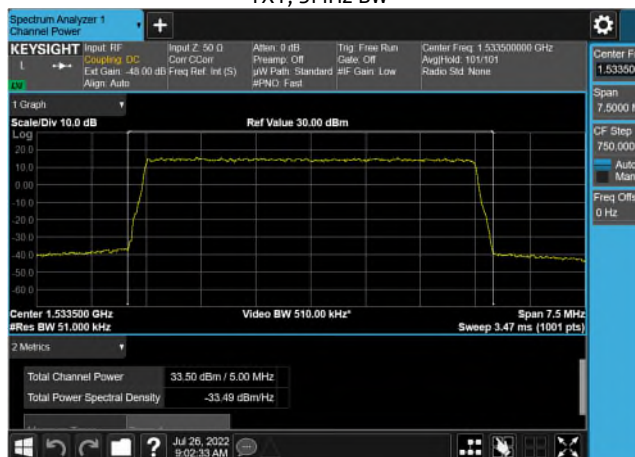 TX1, 5MHz BW
Spectrum Analyzer 1
Channel Power
KEYSIGHT
L
Input: RF
Coupling: DC
Ext Gain: -48.00 dB
Align: Auto
Input Z: 50 Ω
Corr CCorr
Freq Ref: Int (S)
Atten: 0 dB
Preamp: Off
µW Path: Standard
#PNO: Fast
Trig: Free Run
Gate: Off
#IF Gain: Low
Center Freq: 1.533500000 GHz
Avg|Hold: 101/101
Radio Std: None
Center F
1.53350
Span
7.5000 M
CF Step
750.000
Auto
Man
Freq Offs
0 Hz
1 Graph
Scale/Div 10.0 dB
Ref Value 30.00 dBm
Log
20.0
10.0
0.00
-10.0
-20.0
-30.0
-40.0
-50.0
-60.0
Center 1.533500 GHz
#Res BW 51.000 kHz
Video BW 510.00 kHz*
Span 7.5 MHz
Sweep 3.47 ms (1001 pts)
2 Metrics
Total Channel Power 33.50 dBm / 5.00 MHz
Total Power Spectral Density -33.49 dBm/Hz
Jul 26, 2022
9:02:33 AM